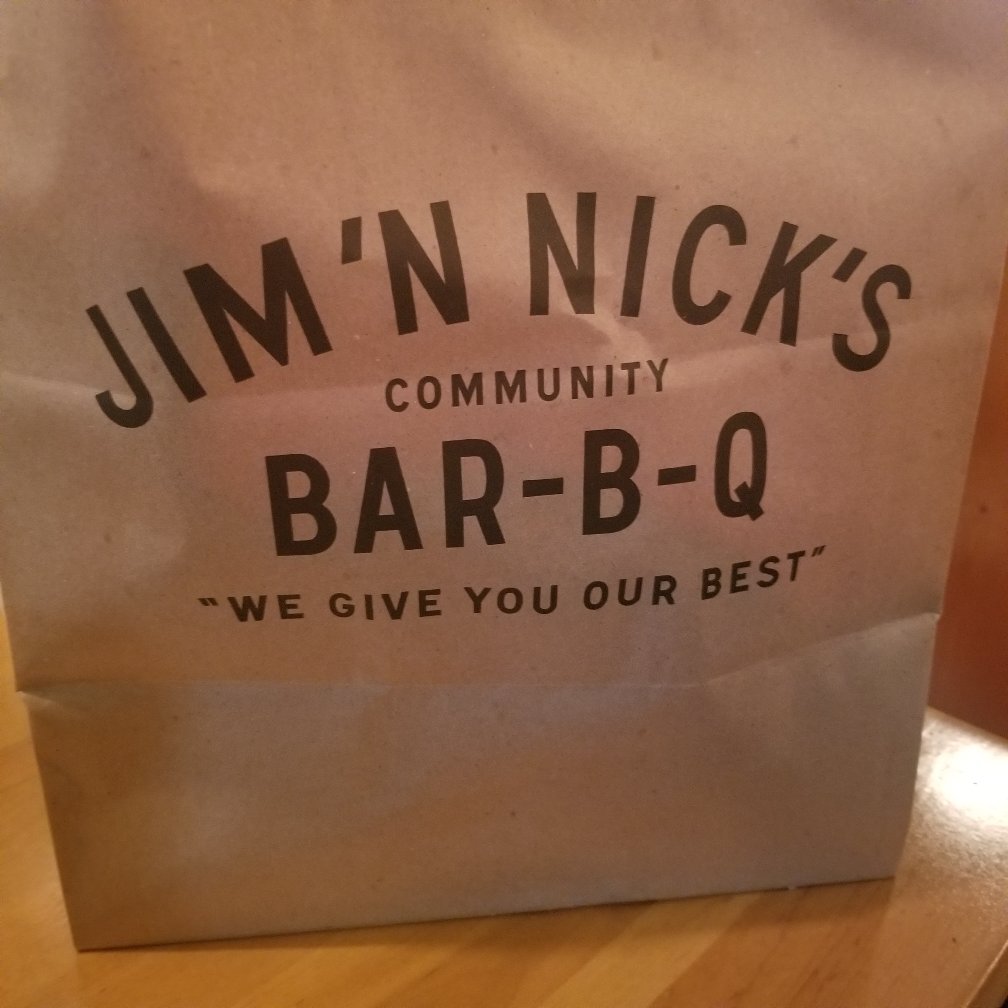 JIM 'N NICK'S
COMMUNITY
BAR-B-Q
"WE GIVE YOU OUR BEST"